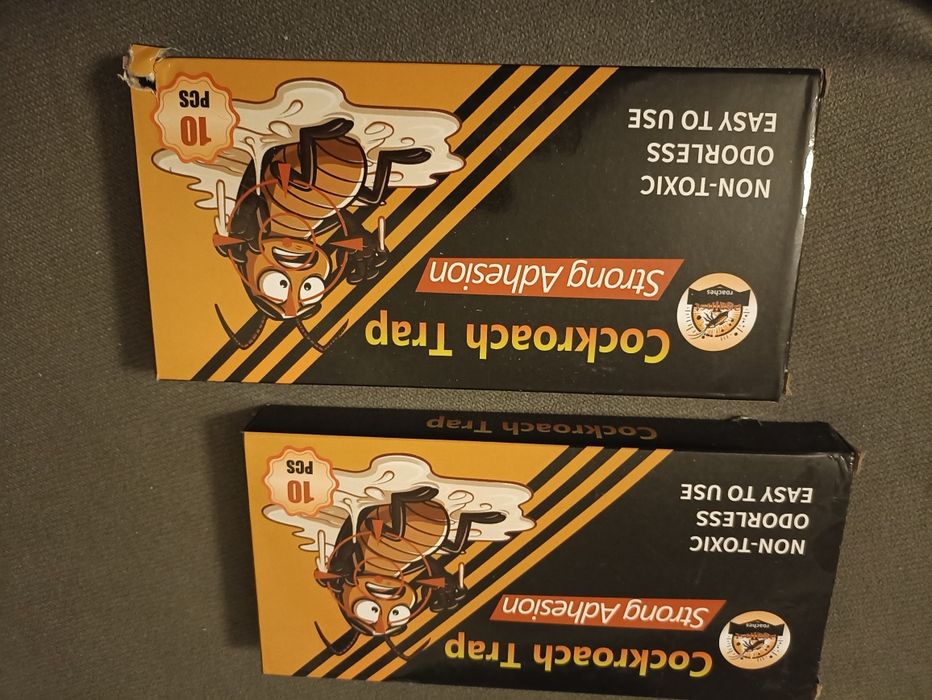 Cockroach Trap
Strong Adhesion
NON-TOXIC
ODORLESS
EASY TO USE
10
PCS
roaches
Cockroach Trap
Cockroach Trap
Strong Adhesion
NON-TOXIC
ODORLESS
EASY TO USE
10
PCS
roaches